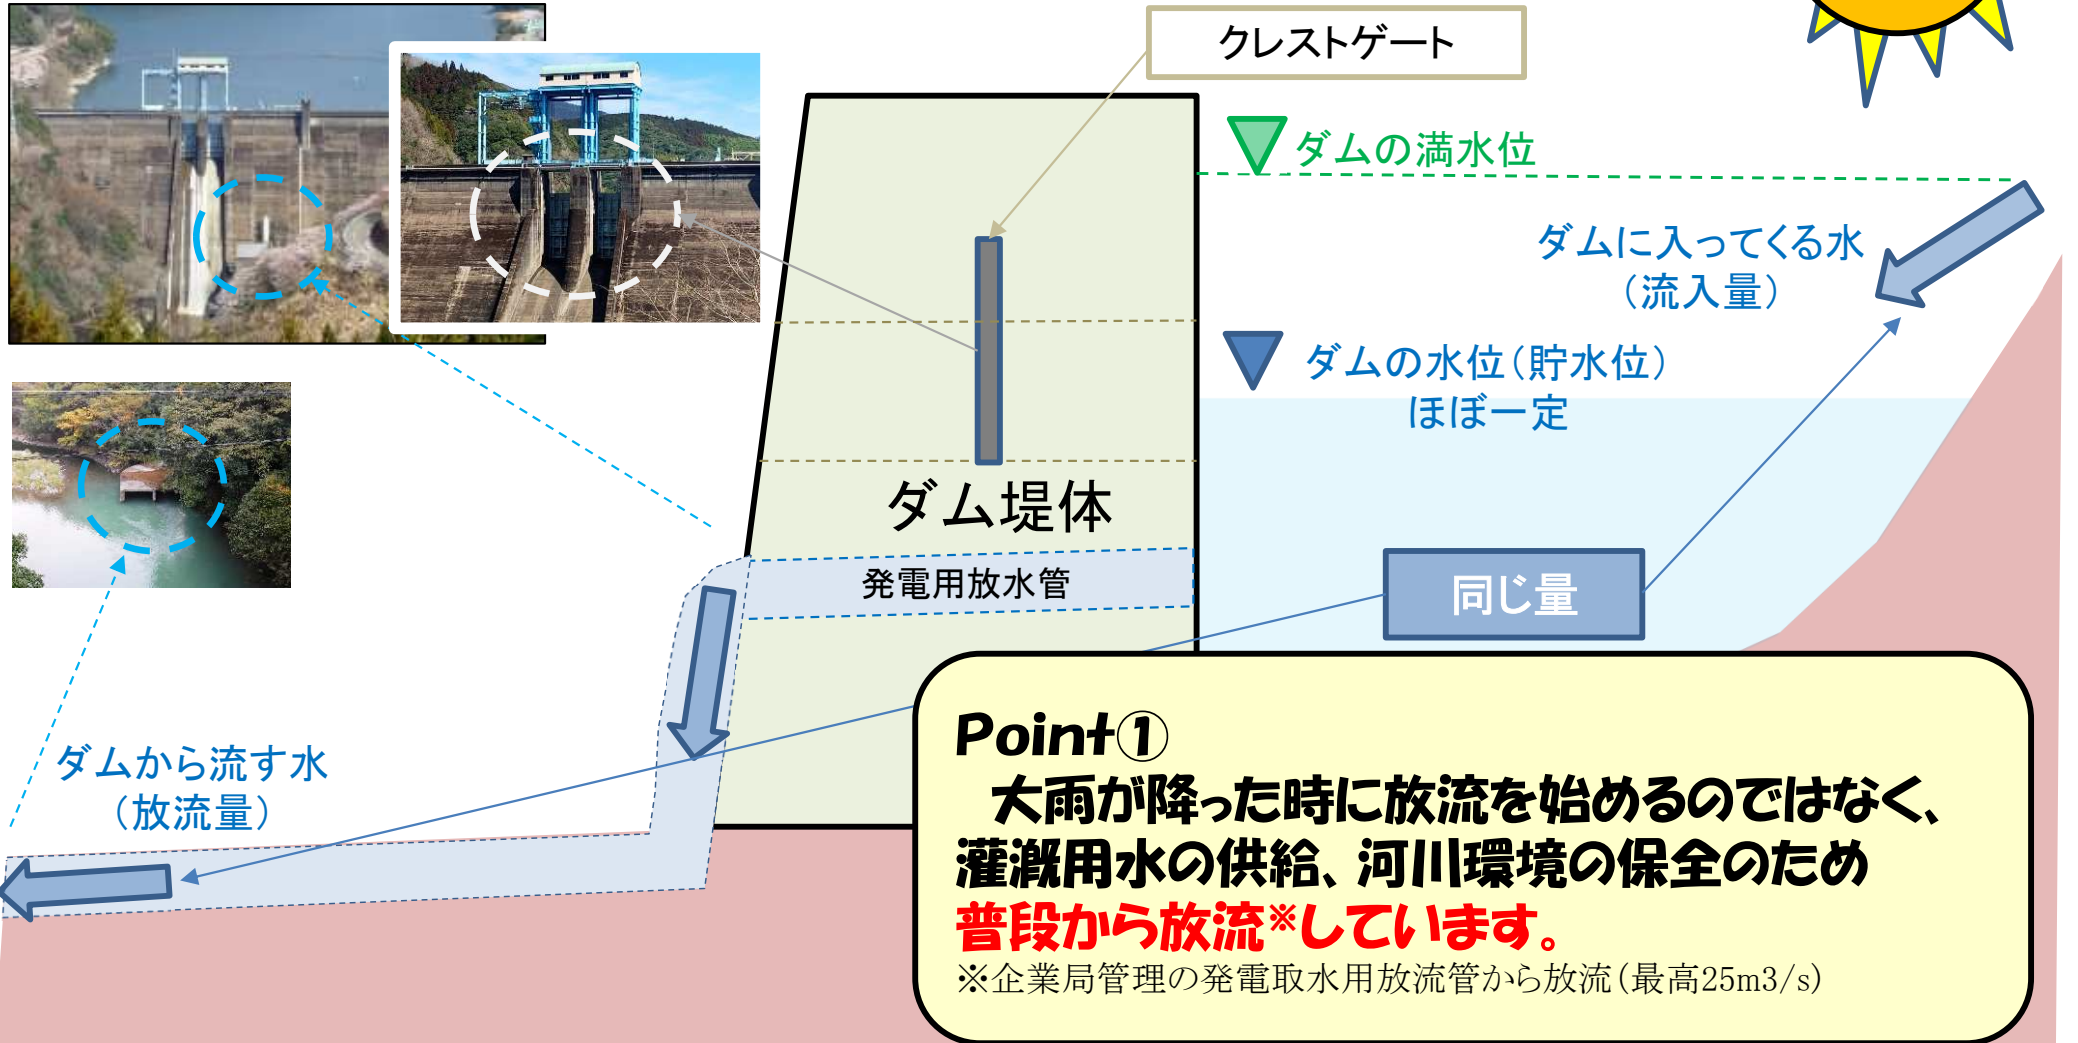 クレストゲート
ダムの満水位
ダムに入ってくる水
（流入量）
ダムの水位（貯水位）
ほぼ一定
ダム堤体
発電用放水管
同じ量
ダムから流す水
（放流量）
Point①
大雨が降った時に放流を始めるのではなく、
灌漑用水の供給、河川環境の保全のため
普段から放流※しています。
※企業局管理の発電取水用放流管から放流（最高25m3/s）